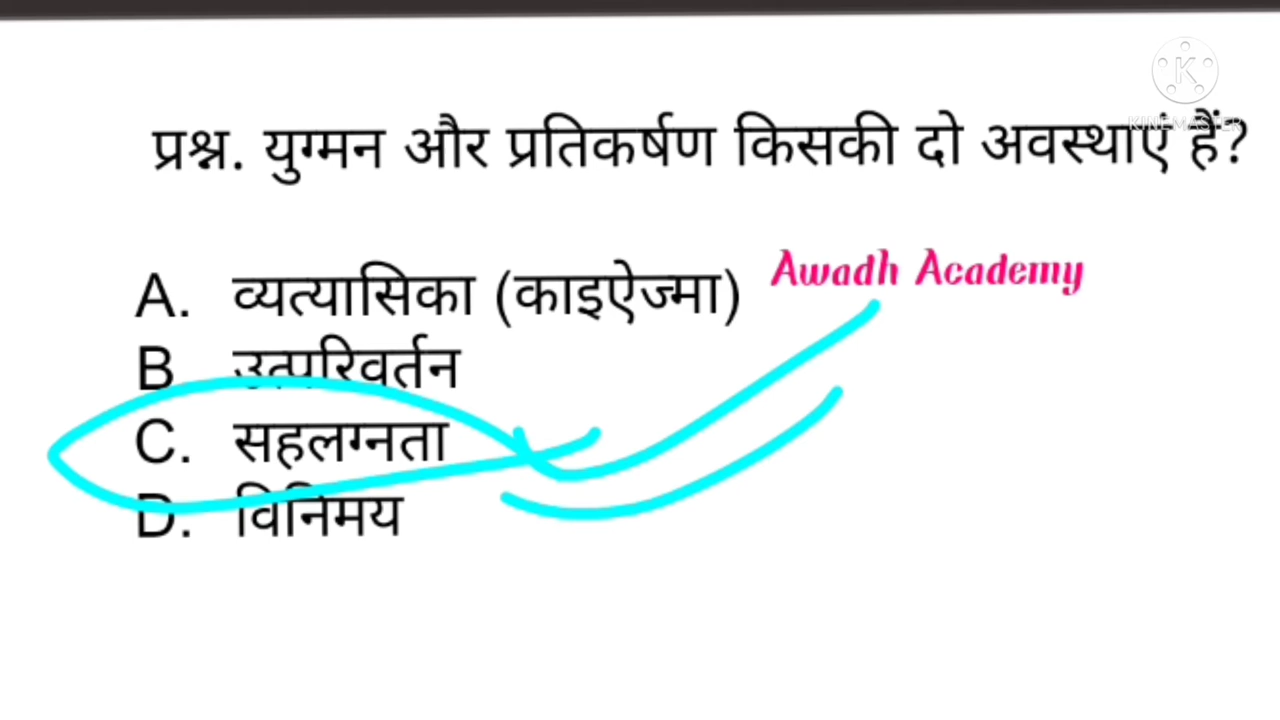 KINEMASTER
प्रश्न. युग्मन और प्रतिकर्षण किसकी दो अवस्थाएं हैं?
A. व्यत्यासिका (काइऐज्मा)
Awadh Academy
B. उत्परिवर्तन
C. सहलग्नता
D. विनिमय